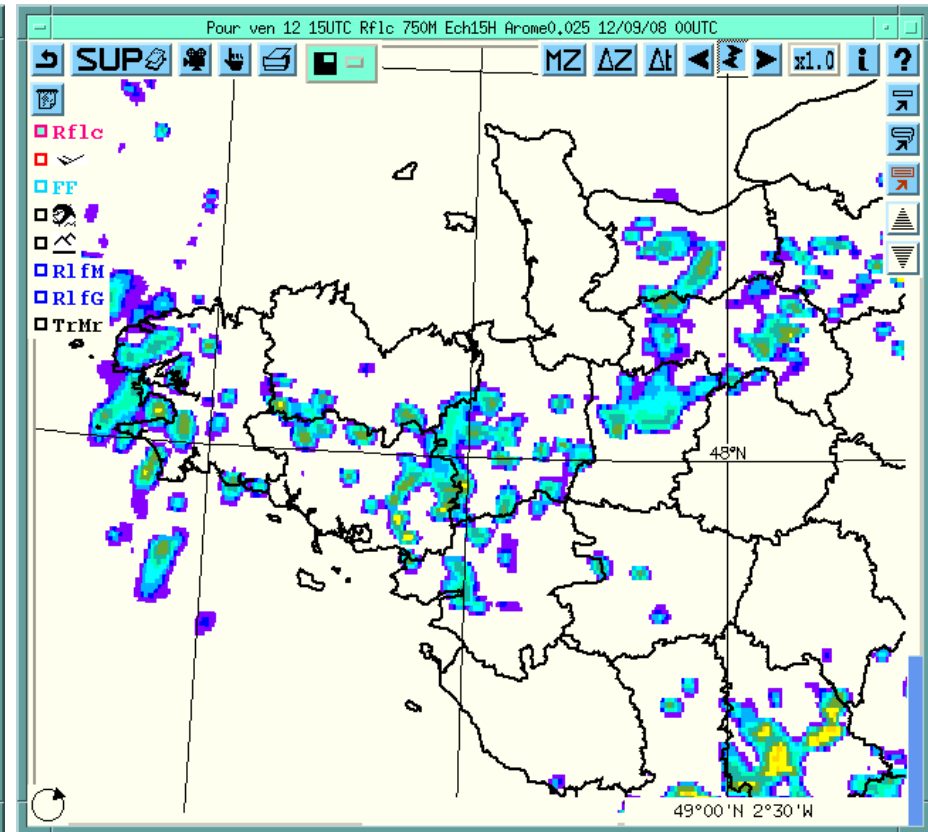 Pour ven 12 15UTC Rflc 750M Ech15H Arome0.025 12/09/08 00UTC
SUP MZ ΔZ Δt x1.0 i ?
Rflc
FF
RlfM
RlfG
TrMr
48°N
49°00'N 2°30'W